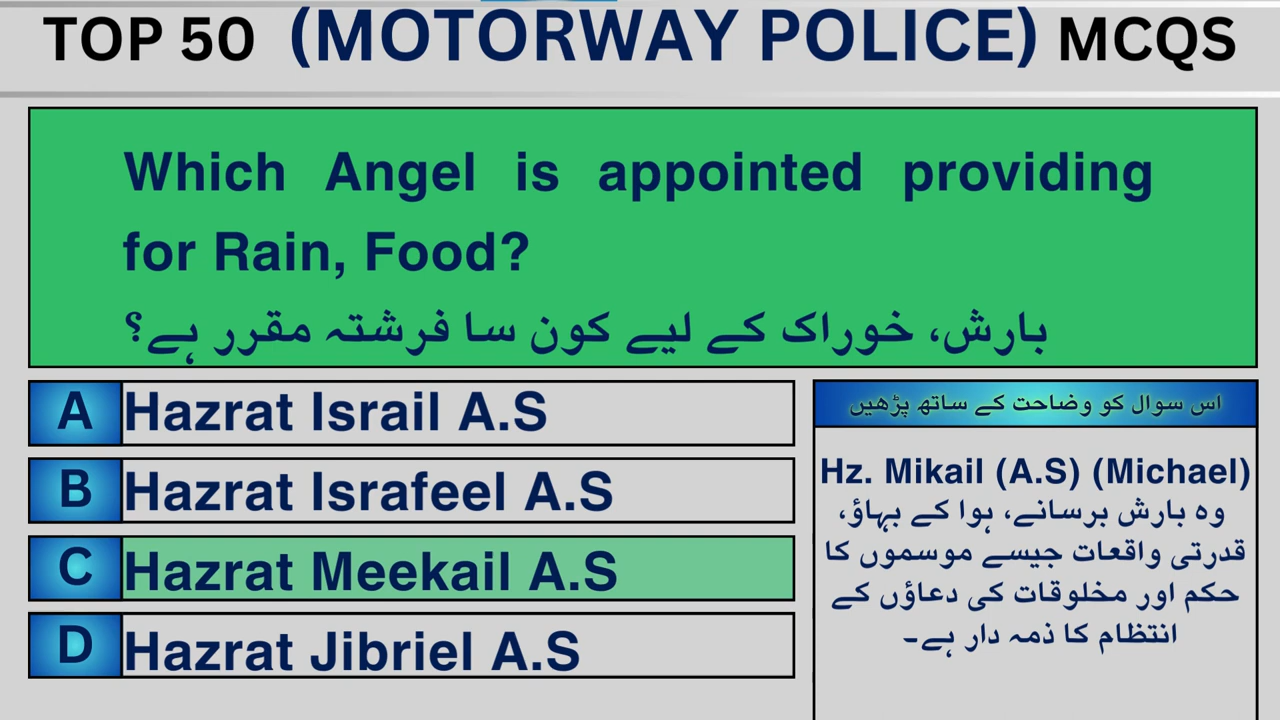 TOP 50 (MOTORWAY POLICE) MCQS
Which Angel is appointed providing
for Rain, Food?
بارش، خوراک کے لیے کون سا فرشتہ مقرر ہے؟
A Hazrat Israil A.S
B Hazrat Israfeel A.S
C Hazrat Meekail A.S
D Hazrat Jibriel A.S
اس سوال کو وضاحت کے ساتھ پڑھیں
Hz. Mikail (A.S) (Michael)
وہ بارش برسانے، ہوا کے بہاؤ،
قدرتی واقعات جیسے موسموں کا
حکم اور مخلوقات کی دعاؤں کے
انتظام کا ذمہ دار ہے۔